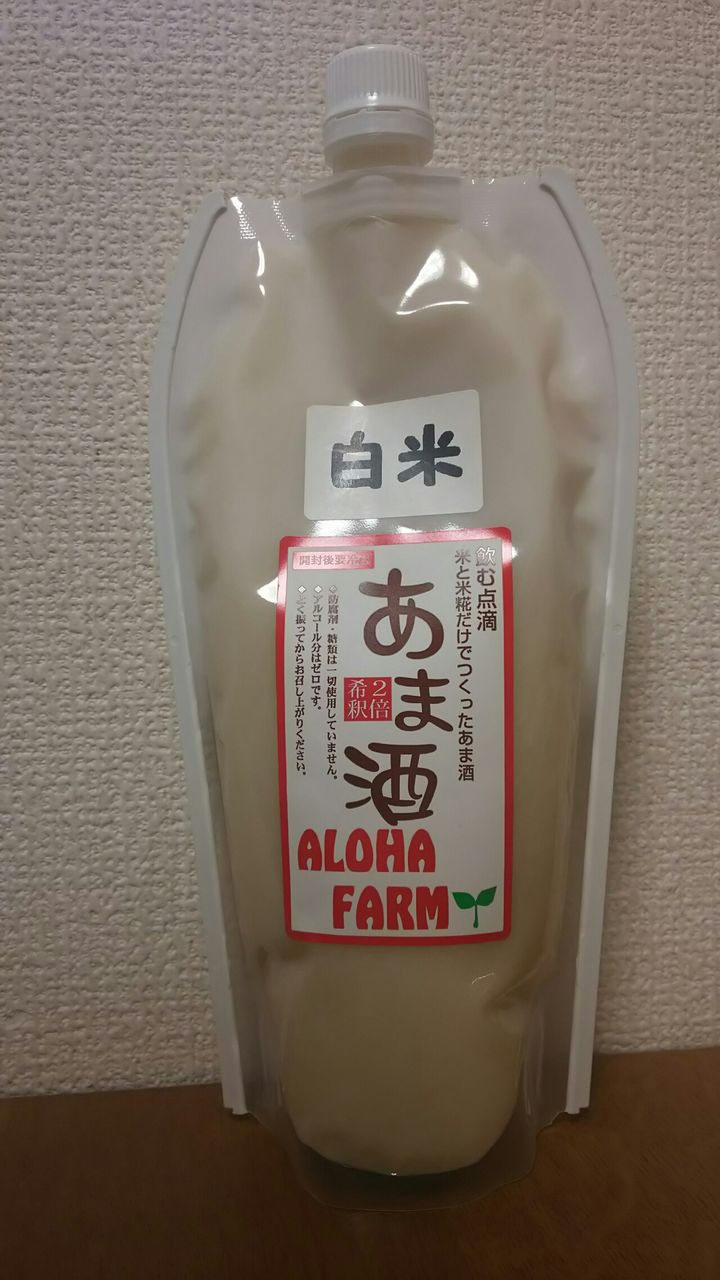 白米
開封後要冷蔵
飲む点滴
米と米糀だけでつくったあま酒
あま酒
2倍
希釈
◇防腐剤・糖類は一切使用していません。
◆アルコール分はゼロです。
◇よく振ってからお召し上がりください。
ALOHA
FARM